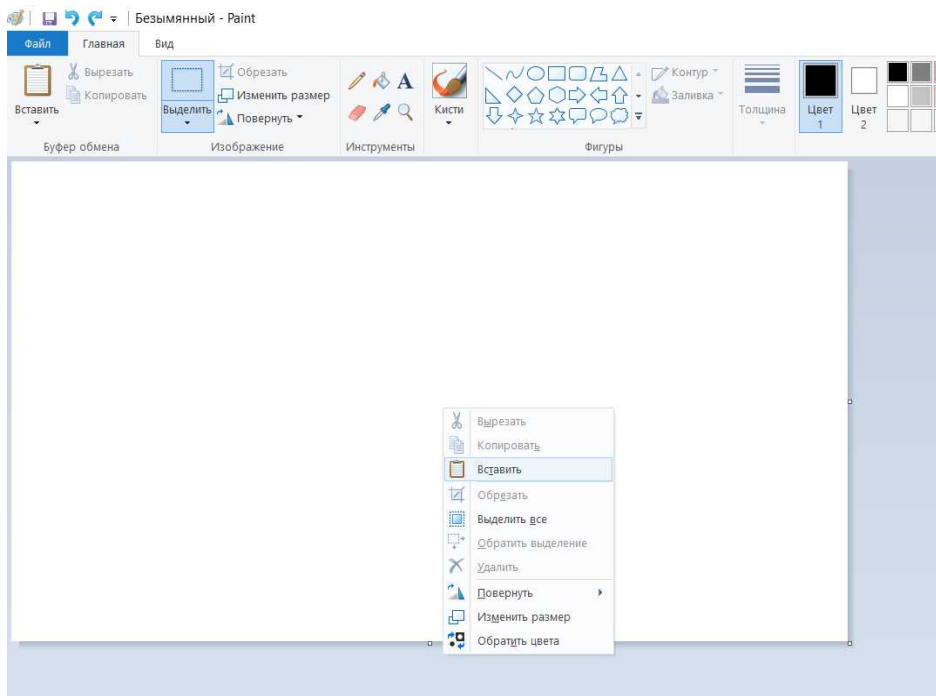 Безымянный - Paint
Файл Главная Вид
Вставить
Вырезать
Копировать
Буфер обмена
Выделить
Обрезать
Изменить размер
Повернуть
Изображение
A
Инструменты
Кисти
Контур
Заливка
Фигуры
Толщина
Цвет
1
Цвет
2
Вырезать
Копировать
Вставить
Обрезать
Выделить все
Обратить выделение
Удалить
Повернуть
Изменить размер
Обратить цвета